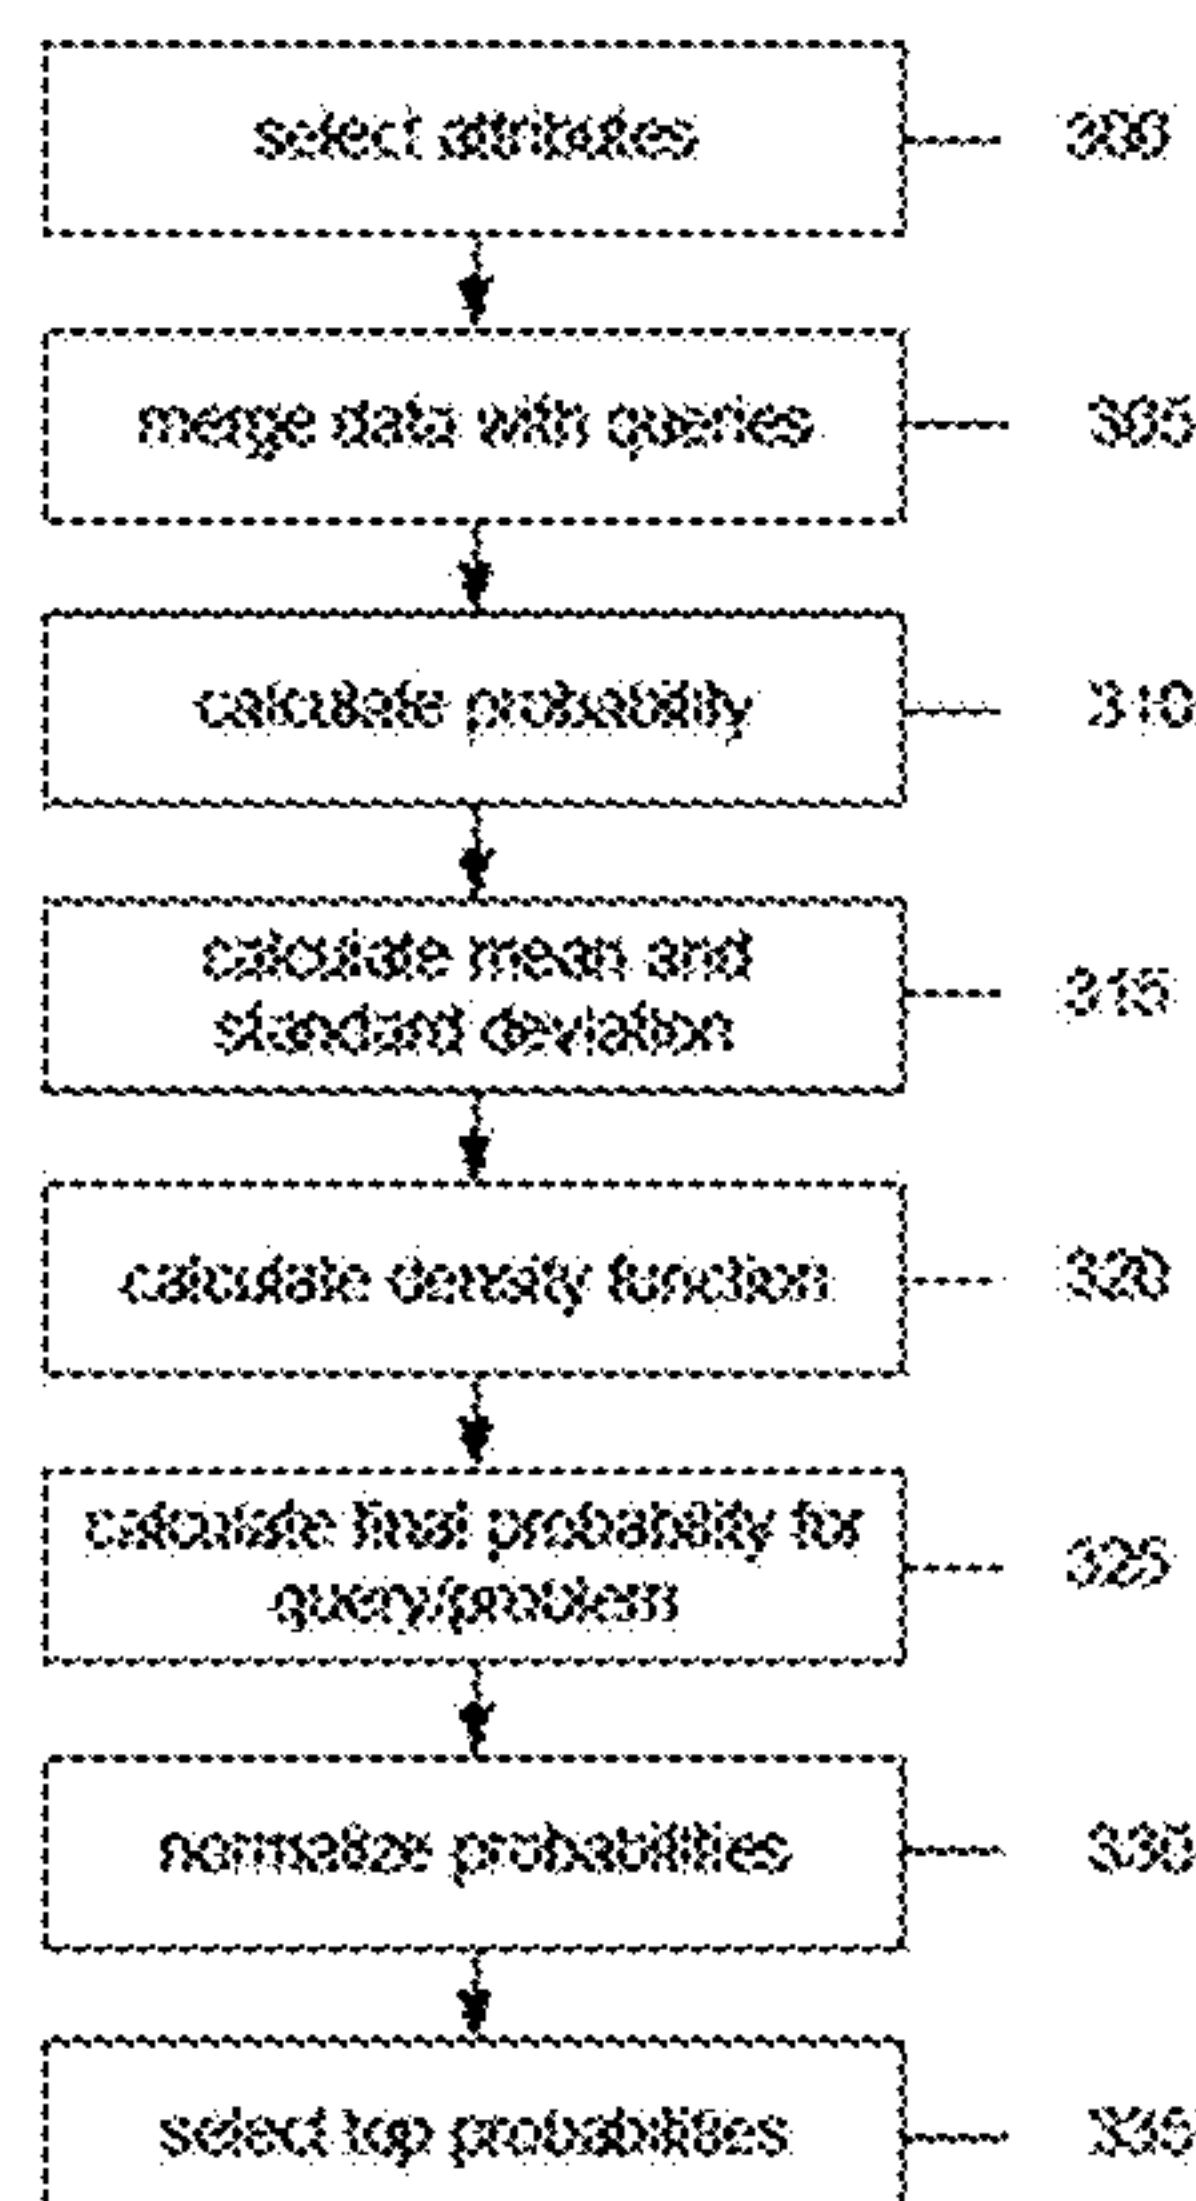 select attributes
300
merge data with queries
305
calculate probability
310
calculate mean and
standard deviation
315
calculate density function
320
calculate final probability for
query/problem
325
normalize probabilities
select top probabilities
335